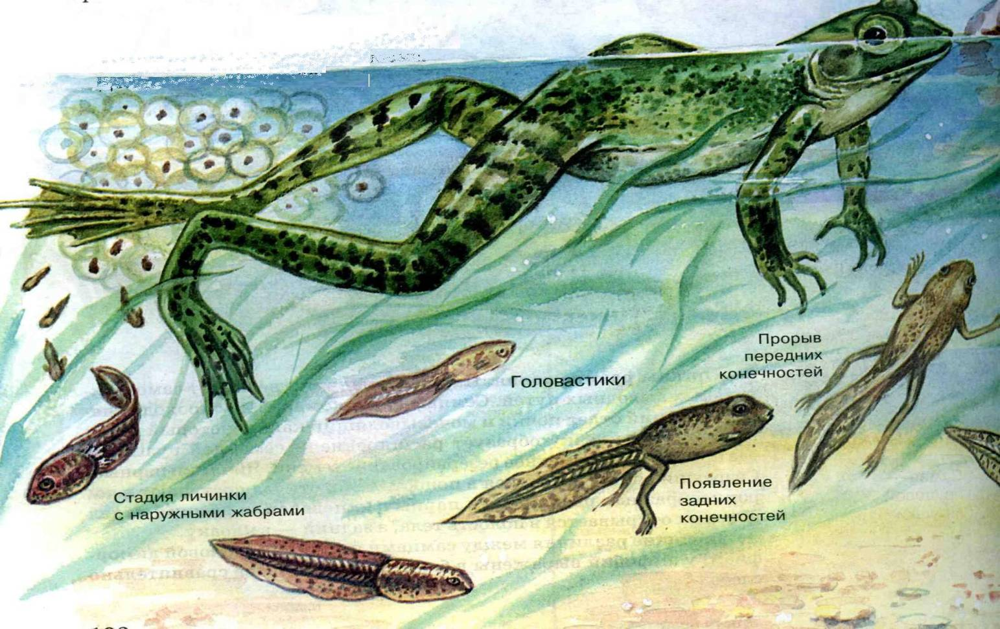 Прорыв
передних
конечностей
Головастики
Появление
задних
конечностей
Стадия личинки
с наружными жабрами